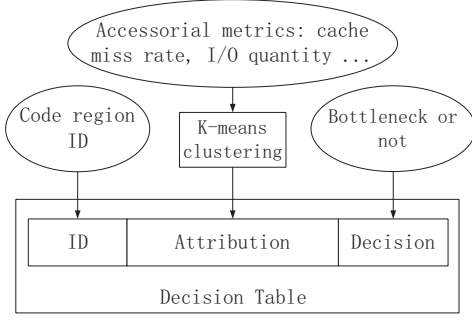 Accessorial metrics: cache
miss rate, I/O quantity ...
Code region
ID
K-means
clustering
Bottleneck or
not
ID
Attribution
Decision
Decision Table